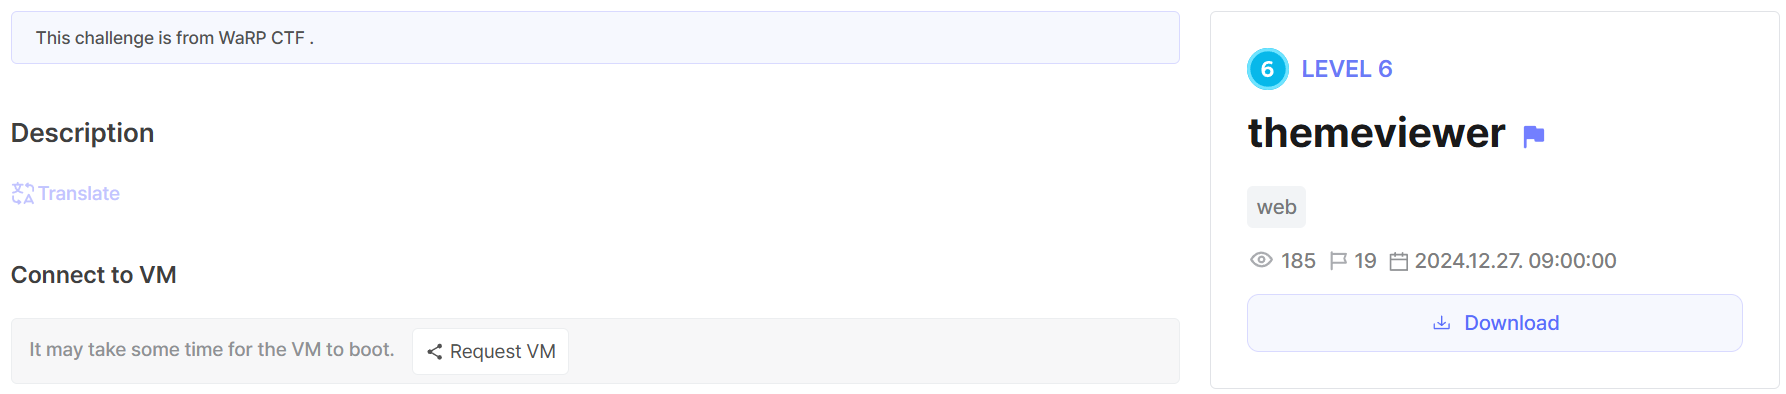 This challenge is from WaRP CTF .
Description
Translate
Connect to VM
It may take some time for the VM to boot.
Request VM
6
LEVEL 6
themeviewer
web
185
19
2024.12.27. 09:00:00
Download